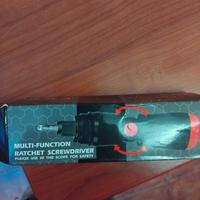 MULTI-FUNCTION
RATCHET SCREWDRIVER
PLEASE USE IN THE SCOPE FOR SAFETY